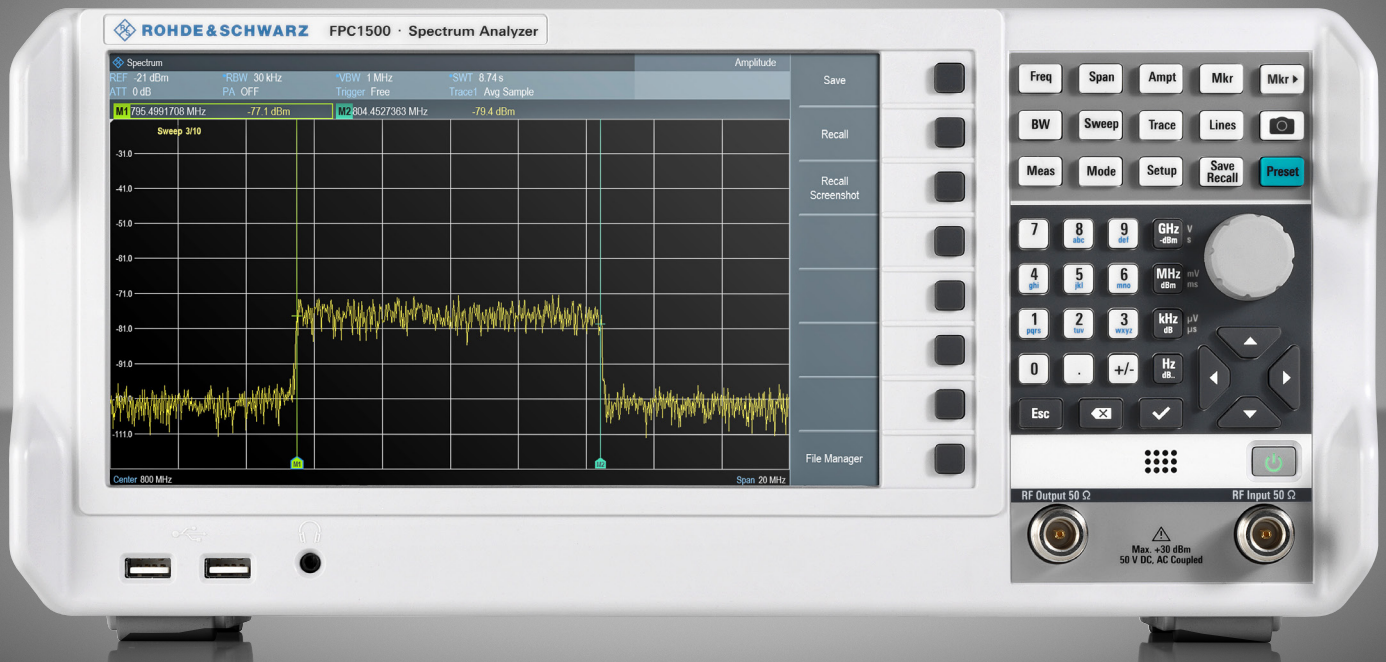 ROHDE&SCHWARZ FPC1500 · Spectrum Analyzer
Spectrum Amplitude
REF -21 dBm °RBW 30 kHz °VBW 1 MHz °SWT 8.74 s
ATT 0 dB PA OFF Trigger Free Trace1 Avg Sample
M1 795.4991708 MHz -77.1 dBm M2 804.4527363 MHz -79.4 dBm
Sweep 3/10
-31.0
-41.0
-51.0
-61.0
-71.0
-81.0
-91.0
-111.0
M1 M2
Center 800 MHz Span 20 MHz
Save
Recall
Recall
Screenshot
File Manager
Freq Span Ampt Mkr Mkr
BW Sweep Trace Lines
Meas Mode Setup Save Recall Preset
7 8 abc 9 def GHz -dBm V s
4 ghi 5 jkl 6 mno MHz dBm mV ms
1 pqrs 2 tuv 3 wxyz kHz dB µV µs
0 . +/- Hz dB..
Esc
RF Output 50 Ω RF Input 50 Ω
Max. +30 dBm
50 V DC, AC Coupled